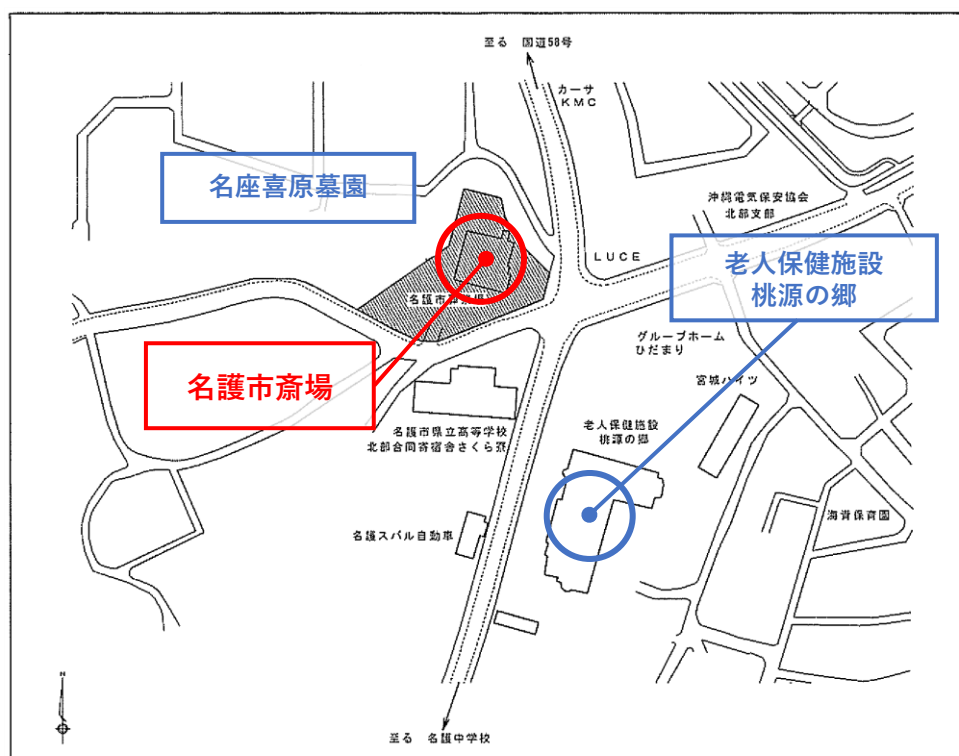 至る 国道58号
カーサ
KMC
名座喜原墓園
沖縄電気保安協会
北部支部
LUCE
老人保健施設
桃源の郷
名護市
グループホーム
ひだまり
名護市斎場
宮城ハイツ
名護市県立高等学校
北部合同寄宿舎さくら寮
老人保健施設
桃源の郷
海青保育園
名護スバル自動車
N
至る 名護中学校